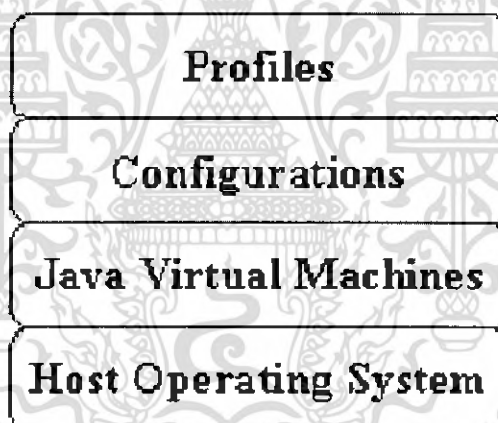 Profiles
Configurations
Java Virtual Machines
Host Operating System